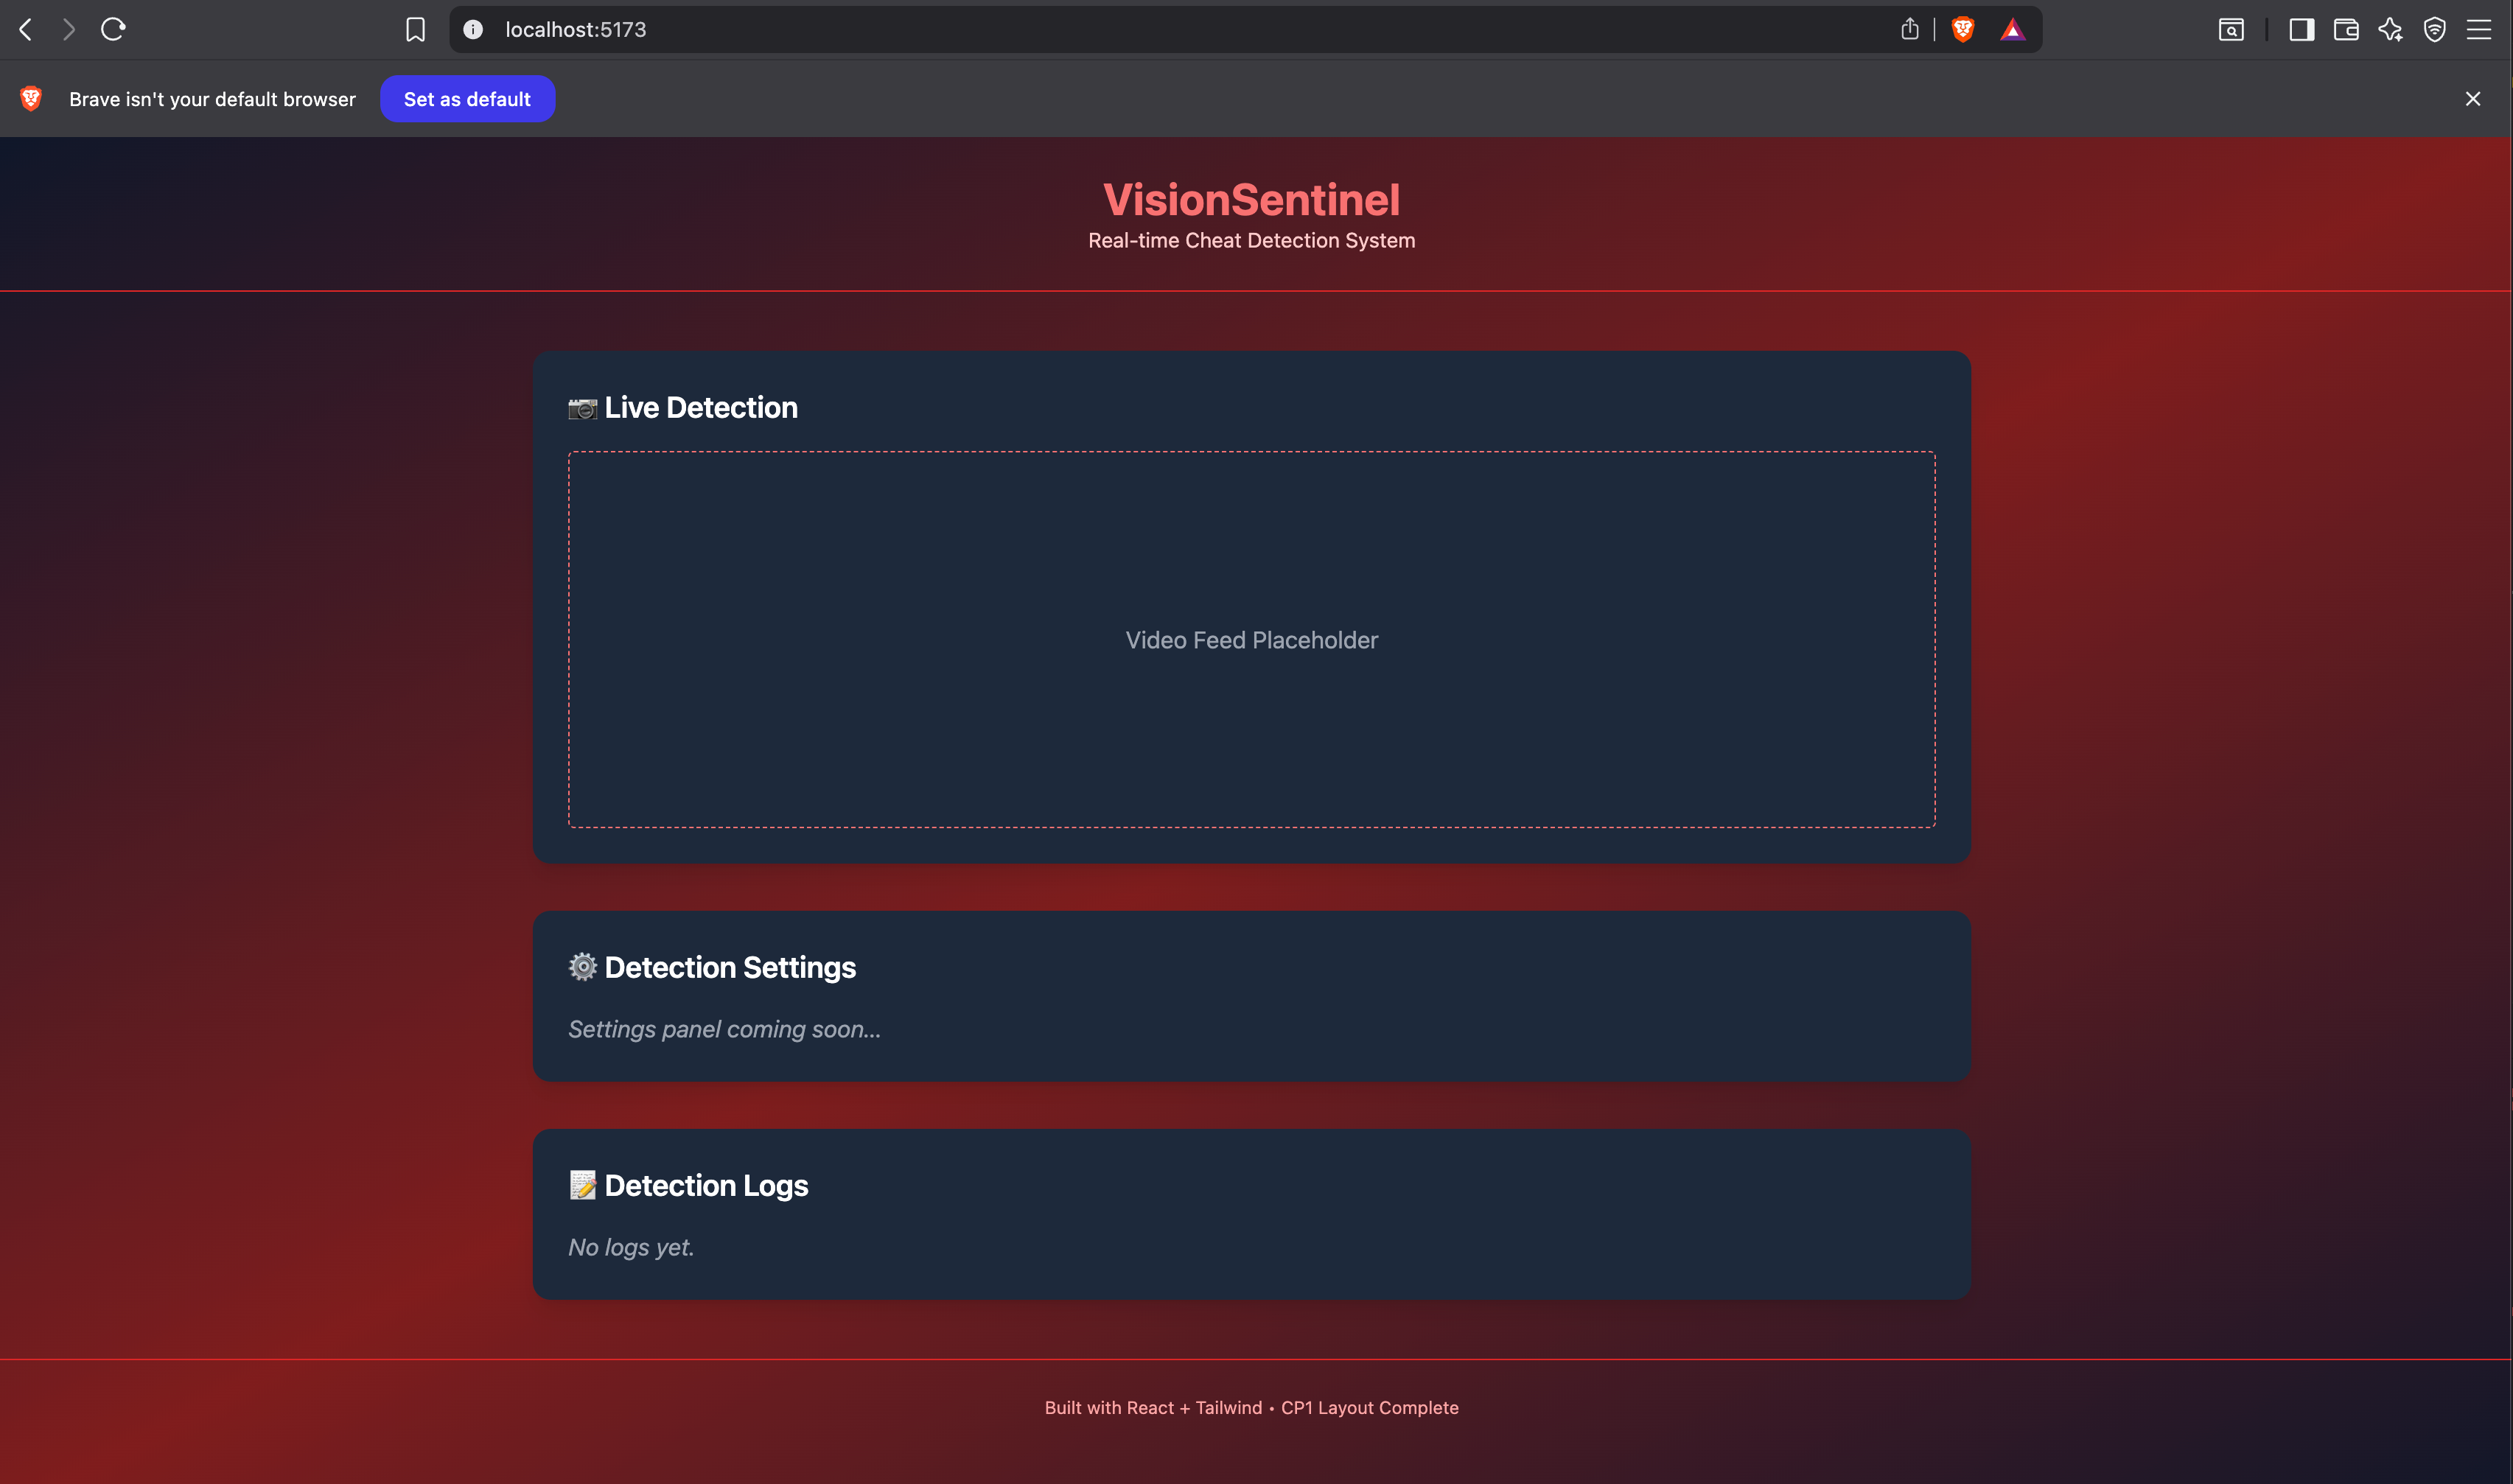 localhost:5173
Brave isn't your default browser
Set as default
VisionSentinel
Real-time Cheat Detection System
📷 Live Detection
Video Feed Placeholder
⚙️ Detection Settings
Settings panel coming soon...
📝 Detection Logs
No logs yet.
Built with React + Tailwind • CP1 Layout Complete